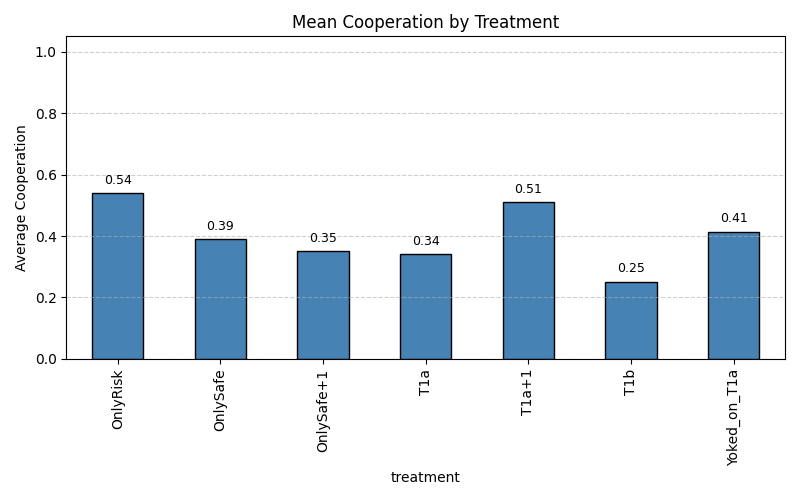 Mean Cooperation by Treatment
Average Cooperation
1.0
0.8
0.6
0.4
0.2
0.0
0.54
0.39
0.35
0.34
0.51
0.25
0.41
OnlyRisk
OnlySafe
OnlySafe+1
T1a
T1a+1
T1b
Yoked_on_T1a
treatment